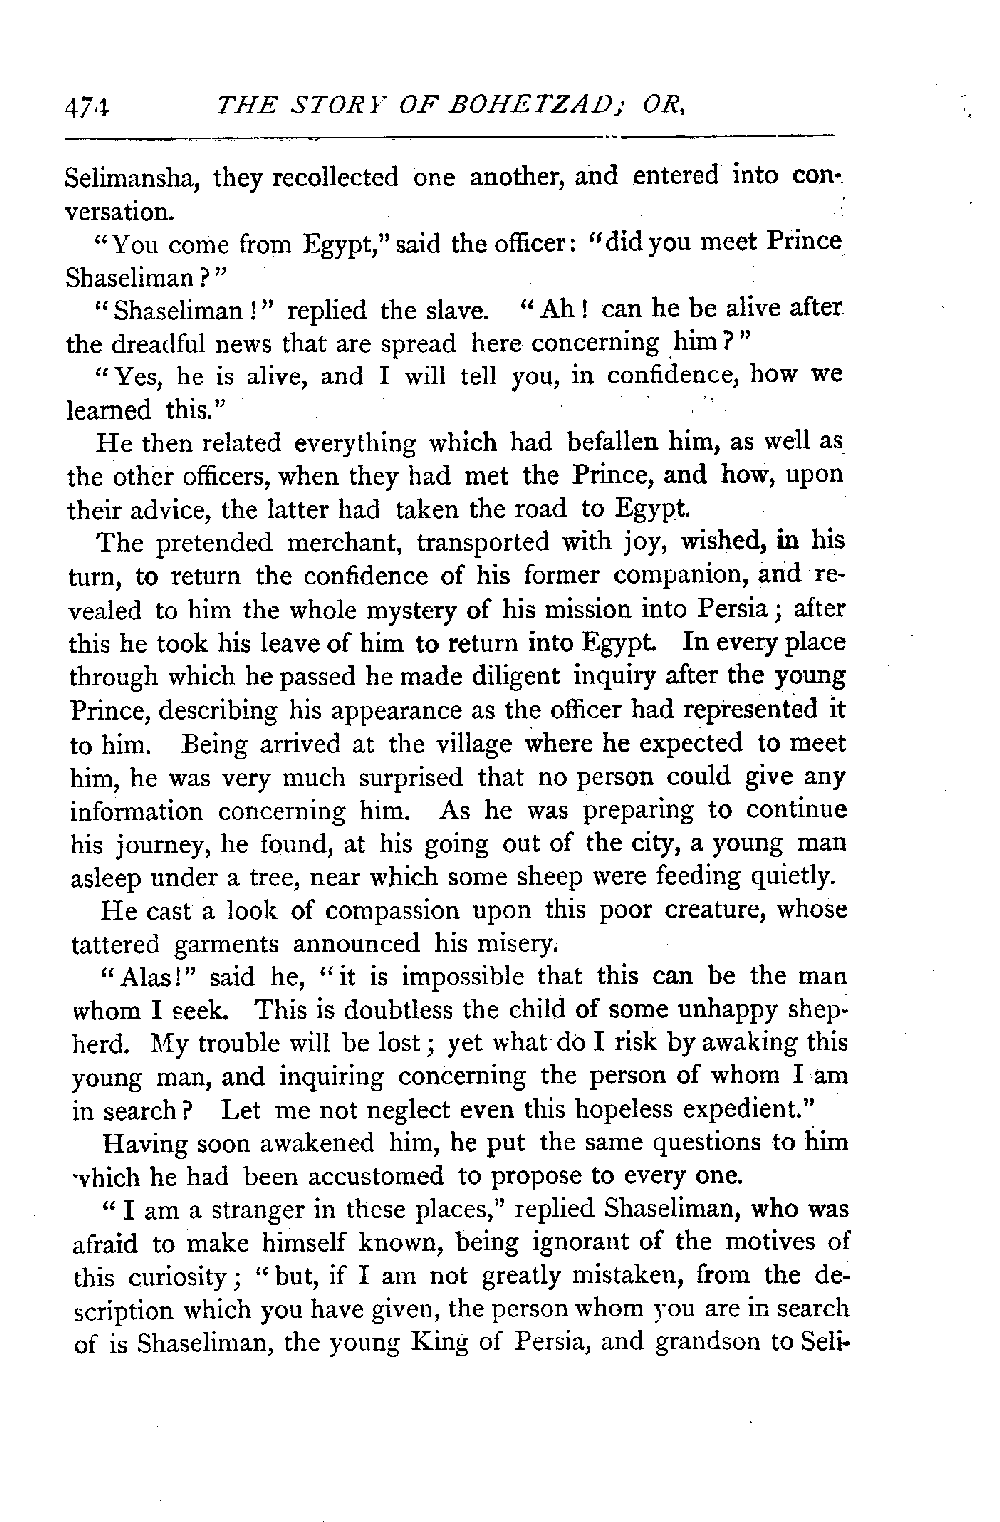 474 THE STORY OF BOHETZAD; OR,
Selimansha, they recollected one another, and entered into con-
versation.
"You come from Egypt," said the officer: "did you meet Prince
Shaseliman?"
"Shaseliman!" replied the slave. "Ah! can he be alive after
the dreadful news that are spread here concerning him?"
"Yes, he is alive, and I will tell you, in confidence, how we
learned this."
He then related everything which had befallen him, as well as
the other officers, when they had met the Prince, and how, upon
their advice, the latter had taken the road to Egypt.
The pretended merchant, transported with joy, wished, in his
turn, to return the confidence of his former companion, and re-
vealed to him the whole mystery of his mission into Persia; after
this he took his leave of him to return into Egypt. In every place
through which he passed he made diligent inquiry after the young
Prince, describing his appearance as the officer had represented it
to him. Being arrived at the village where he expected to meet
him, he was very much surprised that no person could give any
information concerning him. As he was preparing to continue
his journey, he found, at his going out of the city, a young man
asleep under a tree, near which some sheep were feeding quietly.
He cast a look of compassion upon this poor creature, whose
tattered garments announced his misery.
"Alas!" said he, "it is impossible that this can be the man
whom I seek. This is doubtless the child of some unhappy shep-
herd. My trouble will be lost; yet what do I risk by awaking this
young man, and inquiring concerning the person of whom I am
in search? Let me not neglect even this hopeless expedient."
Having soon awakened him, he put the same questions to him
which he had been accustomed to propose to every one.
"I am a stranger in these places," replied Shaseliman, who was
afraid to make himself known, being ignorant of the motives of
this curiosity; "but, if I am not greatly mistaken, from the de-
scription which you have given, the person whom you are in search
of is Shaseliman, the young King of Persia, and grandson to Seli-